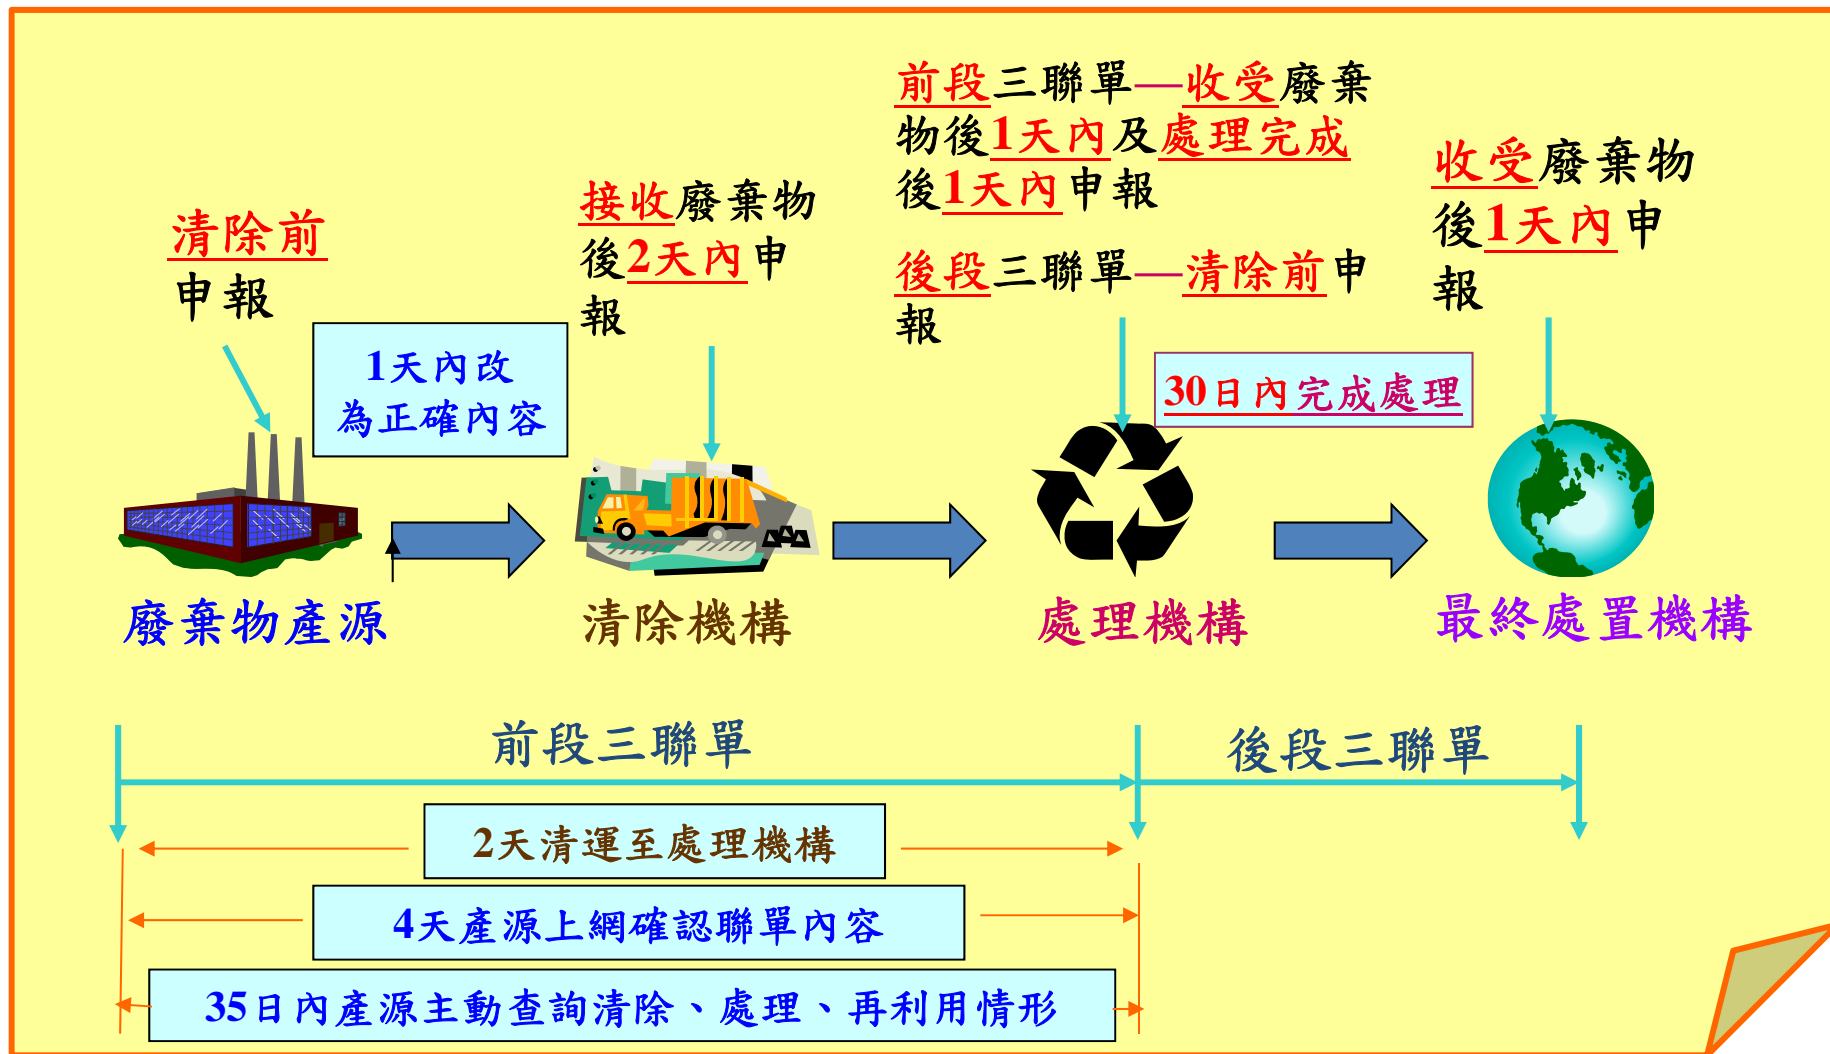 清除前
申報
1天內改
為正確內容
接收廢棄物
後2天內申
報
前段三聯單—收受廢棄
物後1天內及處理完成
後1天內申報
後段三聯單—清除前申
報
30日內完成處理
收受廢棄物
後1天內申
報
廢棄物產源
清除機構
處理機構
最終處置機構
前段三聯單
後段三聯單
2天清運至處理機構
4天產源上網確認聯單內容
35日內產源主動查詢清除、處理、再利用情形